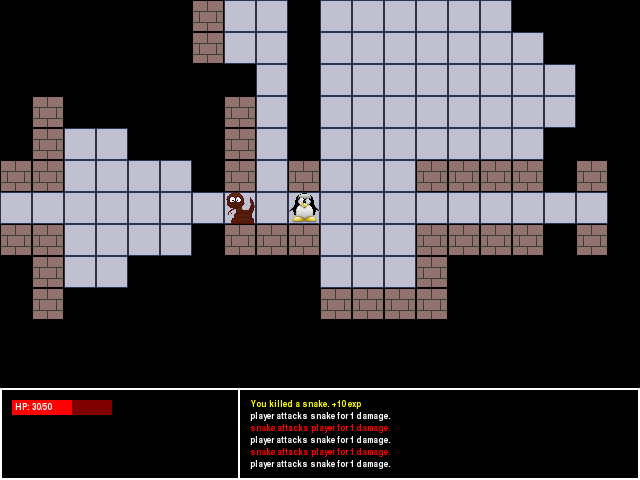 HP: 30/50
You killed a snake. +10 exp
player attacks snake for 1 damage.
snake attacks player for 1 damage.
player attacks snake for 1 damage.
snake attacks player for 1 damage.
player attacks snake for 1 damage.